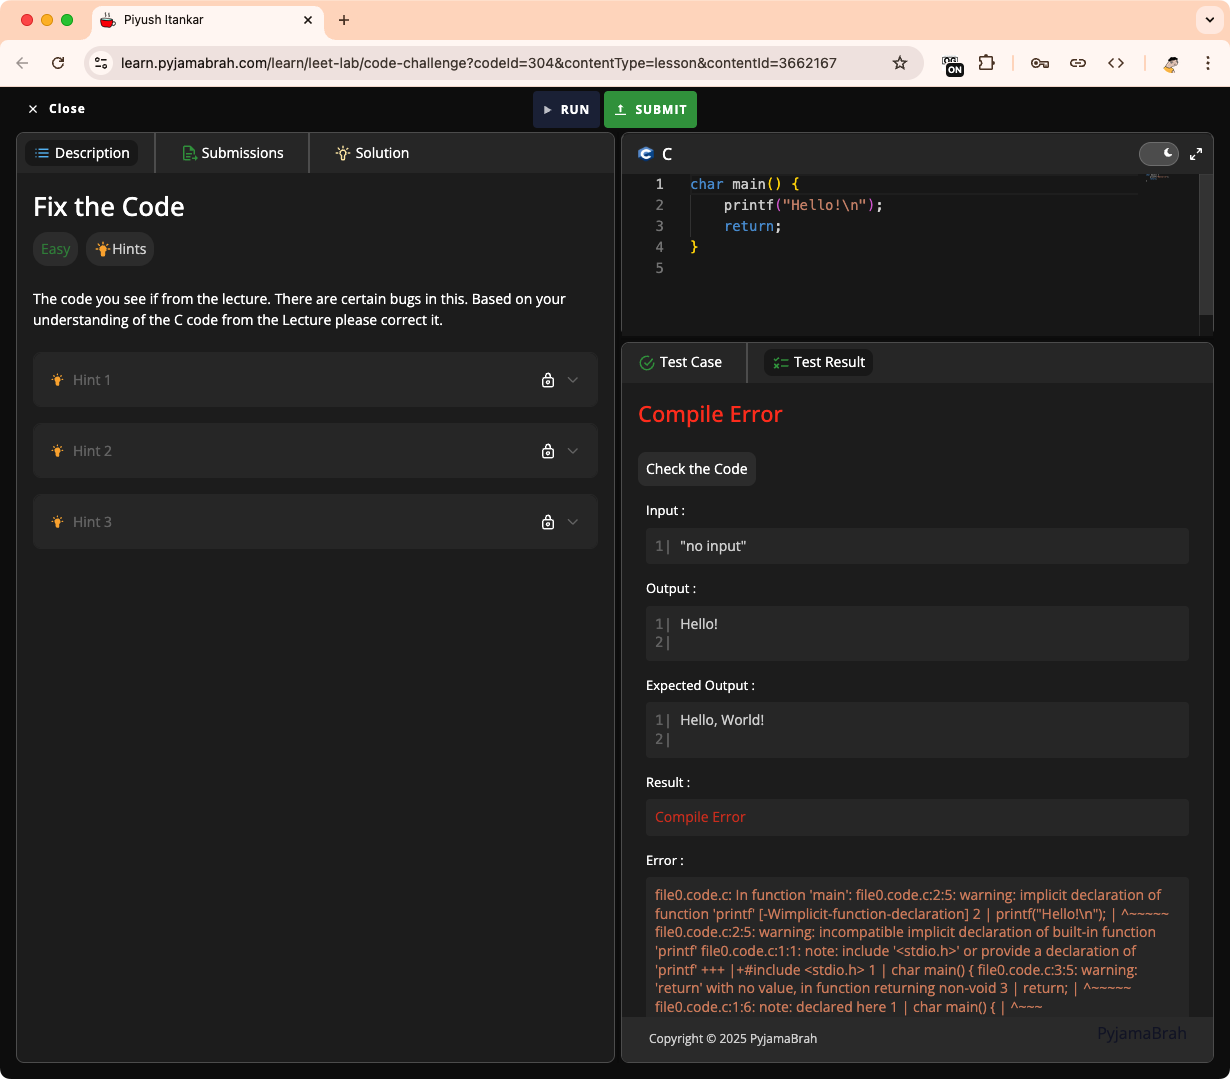 Piyush Itankar
learn.pyjamabrah.com/learn/leet-lab/code-challenge?codeId=304&contentType=lesson&contentId=3662167
ON
Close
RUN
SUBMIT
Description
Submissions
Solution
Fix the Code
Easy
Hints
The code you see if from the lecture. There are certain bugs in this. Based on your
understanding of the C code from the Lecture please correct it.
Hint 1
Hint 2
Hint 3
C
1 char main() {
2 printf("Hello!\n");
3 return;
4 }
5
Test Case
Test Result
Compile Error
Check the Code
Input :
1| "no input"
Output :
1| Hello!
2|
Expected Output :
1| Hello, World!
2|
Result :
Compile Error
Error :
file0.code.c: In function 'main': file0.code.c:2:5: warning: implicit declaration of
function 'printf' [-Wimplicit-function-declaration] 2 | printf("Hello!\n"); | ^~~~~~
file0.code.c:2:5: warning: incompatible implicit declaration of built-in function
'printf' file0.code.c:1:1: note: include '<stdio.h>' or provide a declaration of
'printf' +++ |+#include <stdio.h> 1 | char main() { file0.code.c:3:5: warning:
'return' with no value, in function returning non-void 3 | return; | ^~~~~~
file0.code.c:1:6: note: declared here 1 | char main() { | ^~~~
Copyright © 2025 PyjamaBrah
PyjamaBrah